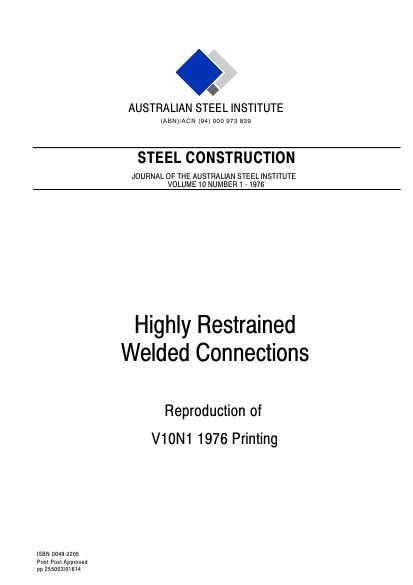 AUSTRALIAN STEEL INSTITUTE
(ABN)/ACN (94) 000 973 839
STEEL CONSTRUCTION
JOURNAL OF THE AUSTRALIAN STEEL INSTITUTE
VOLUME 10 NUMBER 1 - 1976
Highly Restrained
Welded Connections
Reproduction of
V10N1 1976 Printing
ISBN 0049-2205
Print Post Approved
pp 255003/01614